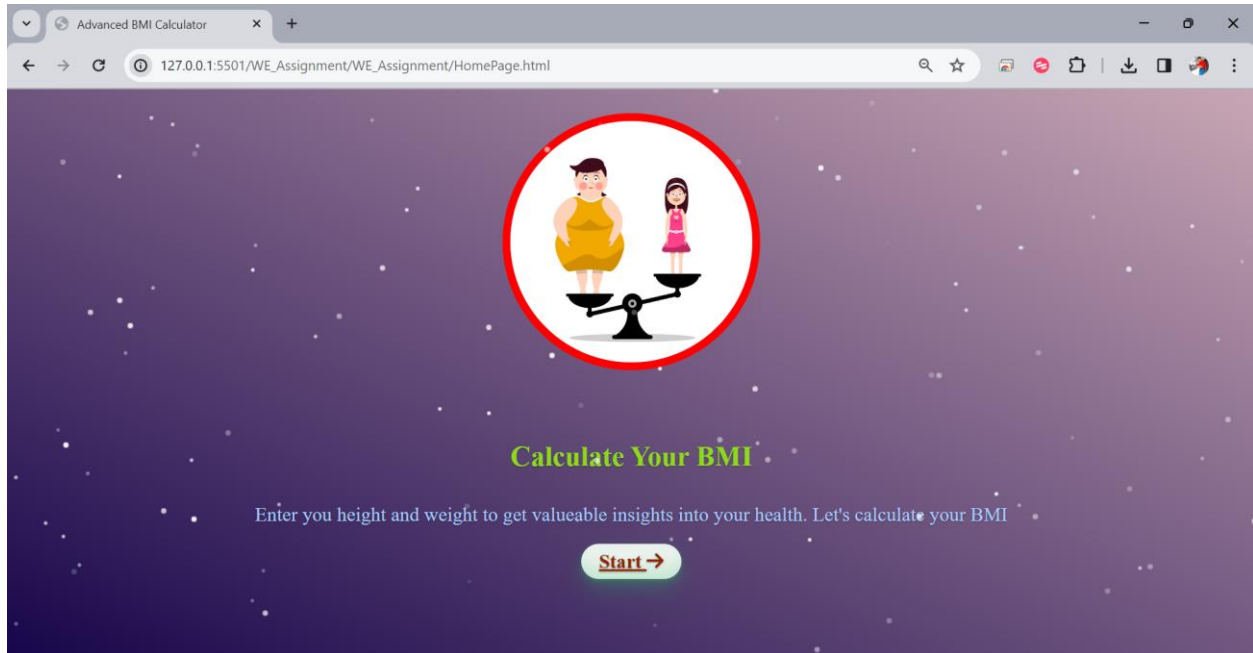 Advanced BMI Calculator
127.0.0.1:5501/WE_Assignment/WE_Assignment/HomePage.html
Calculate Your BMI
Enter you height and weight to get valueable insights into your health. Let's calculate your BMI
Start